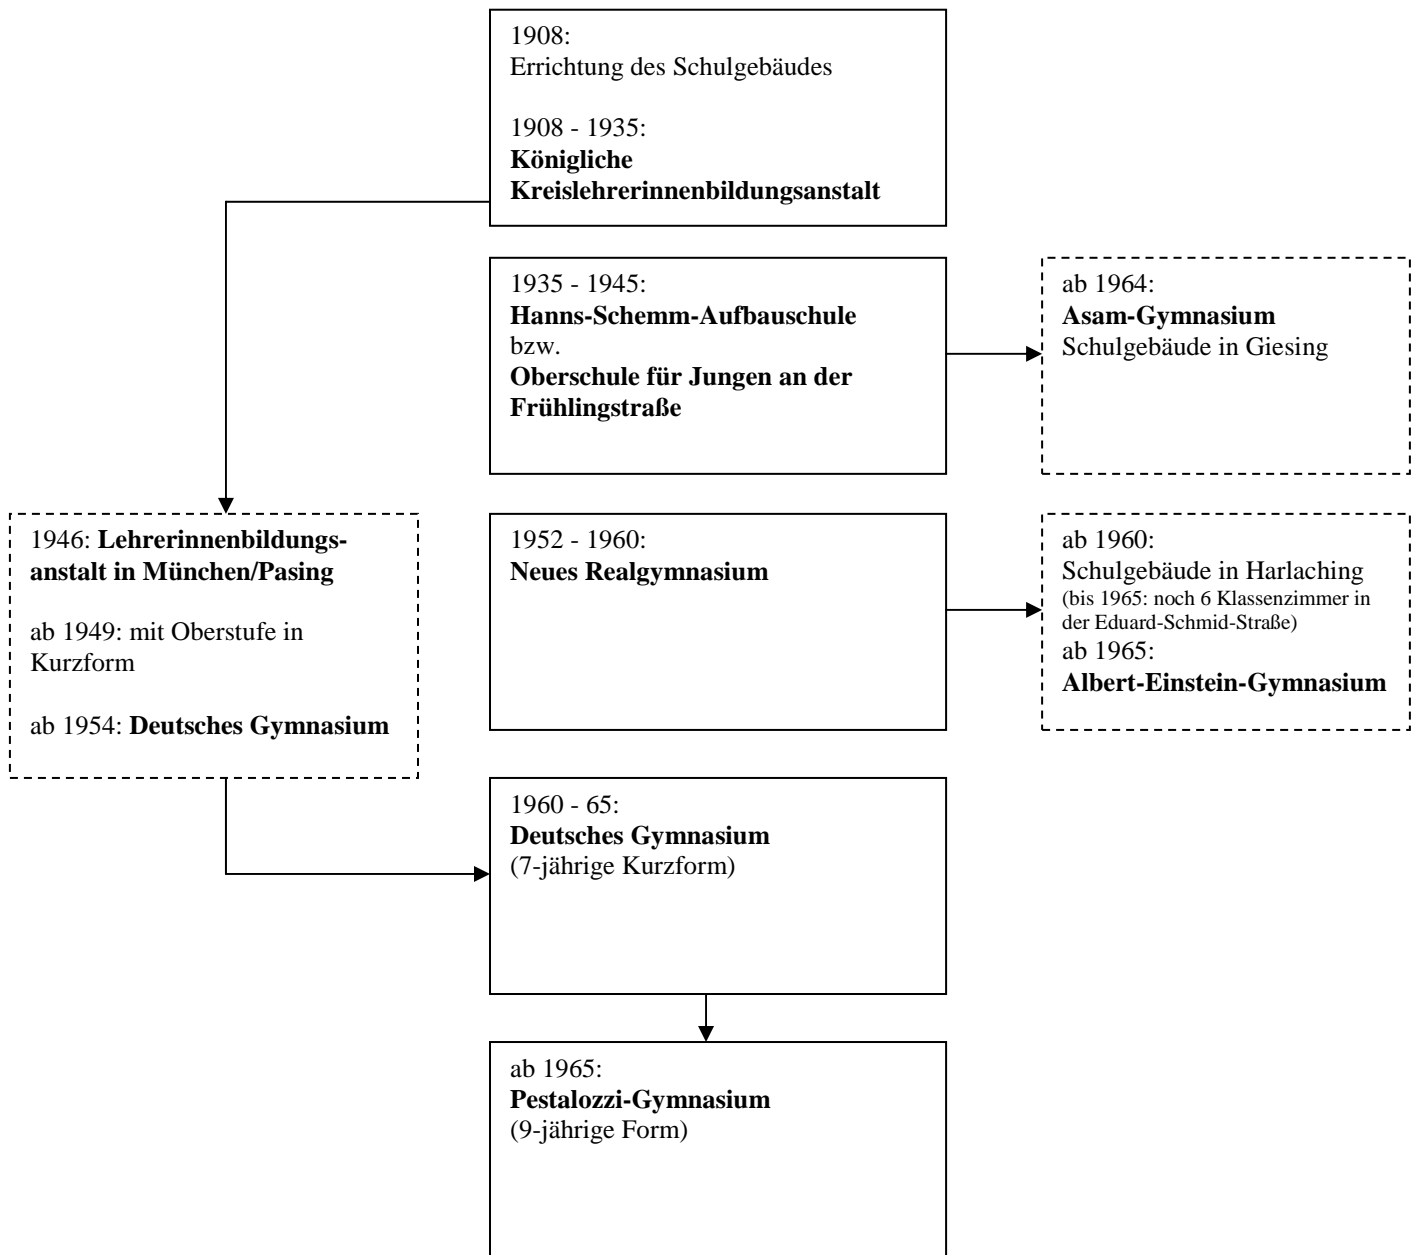 1908:
Errichtung des Schulgebäudes
1908 - 1935:
Königliche
Kreislehrerinnenbildungsanstalt
1935 - 1945:
Hanns-Schemm-Aufbauschule
bzw.
Oberschule für Jungen an der
Frühlingstraße
ab 1964:
Asam-Gymnasium
Schulgebäude in Giesing
1946: Lehrerinnenbildungs-
anstalt in München/Pasing
ab 1949: mit Oberstufe in
Kurzform
ab 1954: Deutsches Gymnasium
1952 - 1960:
Neues Realgymnasium
ab 1960:
Schulgebäude in Harlaching
(bis 1965: noch 6 Klassenzimmer in
der Eduard-Schmid-Straße)
ab 1965:
Albert-Einstein-Gymnasium
1960 - 65:
Deutsches Gymnasium
(7-jährige Kurzform)
ab 1965:
Pestalozzi-Gymnasium
(9-jährige Form)